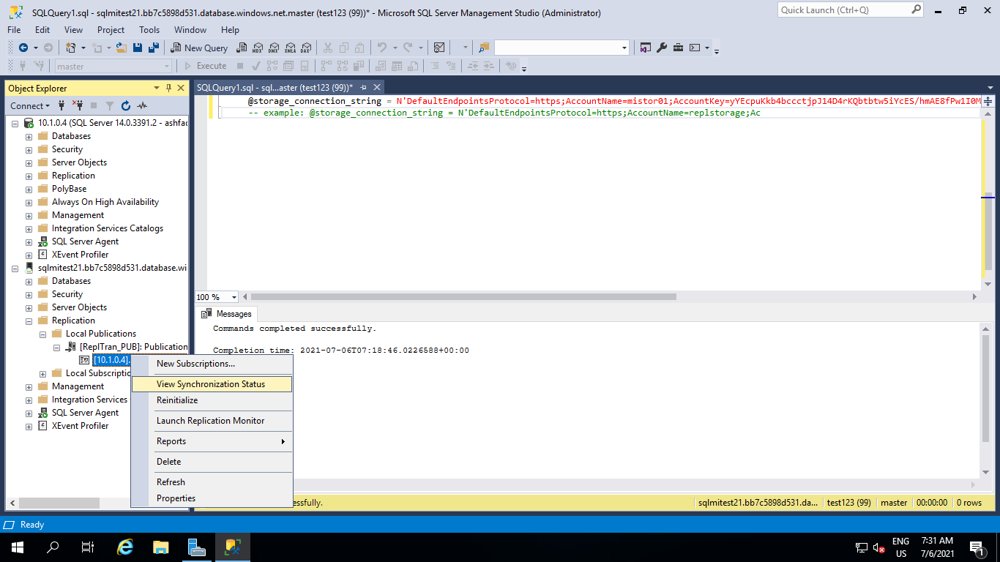 SQLQuery1.sql - sqlmitest21.bb7c5898d531.database.windows.net.master (test123 (99))* - Microsoft SQL Server Management Studio (Administrator)
Quick Launch (Ctrl+Q)
File Edit View Project Tools Window Help
New Query MDX DMX XMLA DAX
master Execute
Object Explorer
SQLQuery1.sql - sql...aster (test123 (99))*
Connect
@storage_connection_string = N'DefaultEndpointsProtocol=https;AccountName=mistor01;AccountKey=yYEcpuKkb4bccctjpJ14D4rKQbtbtw5iYcES/hmAE8fPw1I0M
-- example: @storage_connection_string = N'DefaultEndpointsProtocol=https;AccountName=replstorage;Ac
10.1.0.4 (SQL Server 14.0.3391.2 - ashfac
Databases
Security
Server Objects
Replication
PolyBase
Always On High Availability
Management
Integration Services Catalogs
SQL Server Agent
XEvent Profiler
sqlmitest21.bb7c5898d531.database.wi
Databases
Security
Server Objects
Replication
Local Publications
[ReplTran_PUB]: Publication
[10.1.0.4].
Local Subscriptio
Management
Integration Services
SQL Server Agent
XEvent Profiler
100 %
Messages
Commands completed successfully.
Completion time: 2021-07-06T07:18:46.0226588+00:00
New Subscriptions...
View Synchronization Status
Reinitialize
Launch Replication Monitor
Reports
Delete
Refresh
Properties
essfully.
sqlmitest21.bb7c5898d531.da... test123 (99) master 00:00:00 0 rows
Ready
ENG
US
7:31 AM
7/6/2021
1